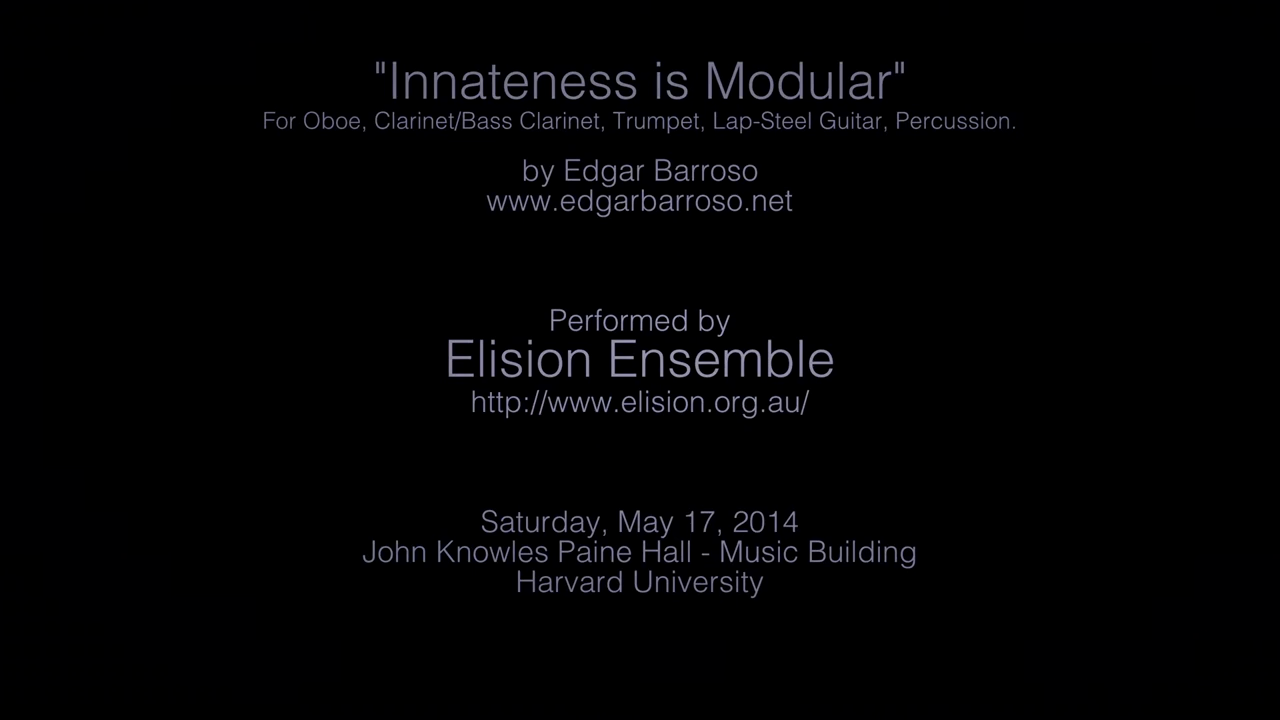 "Innateness is Modular"
For Oboe, Clarinet/Bass Clarinet, Trumpet, Lap-Steel Guitar, Percussion.
by Edgar Barroso
www.edgarbarroso.net
Performed by
Elision Ensemble
http://www.elision.org.au/
Saturday, May 17, 2014
John Knowles Paine Hall - Music Building
Harvard University